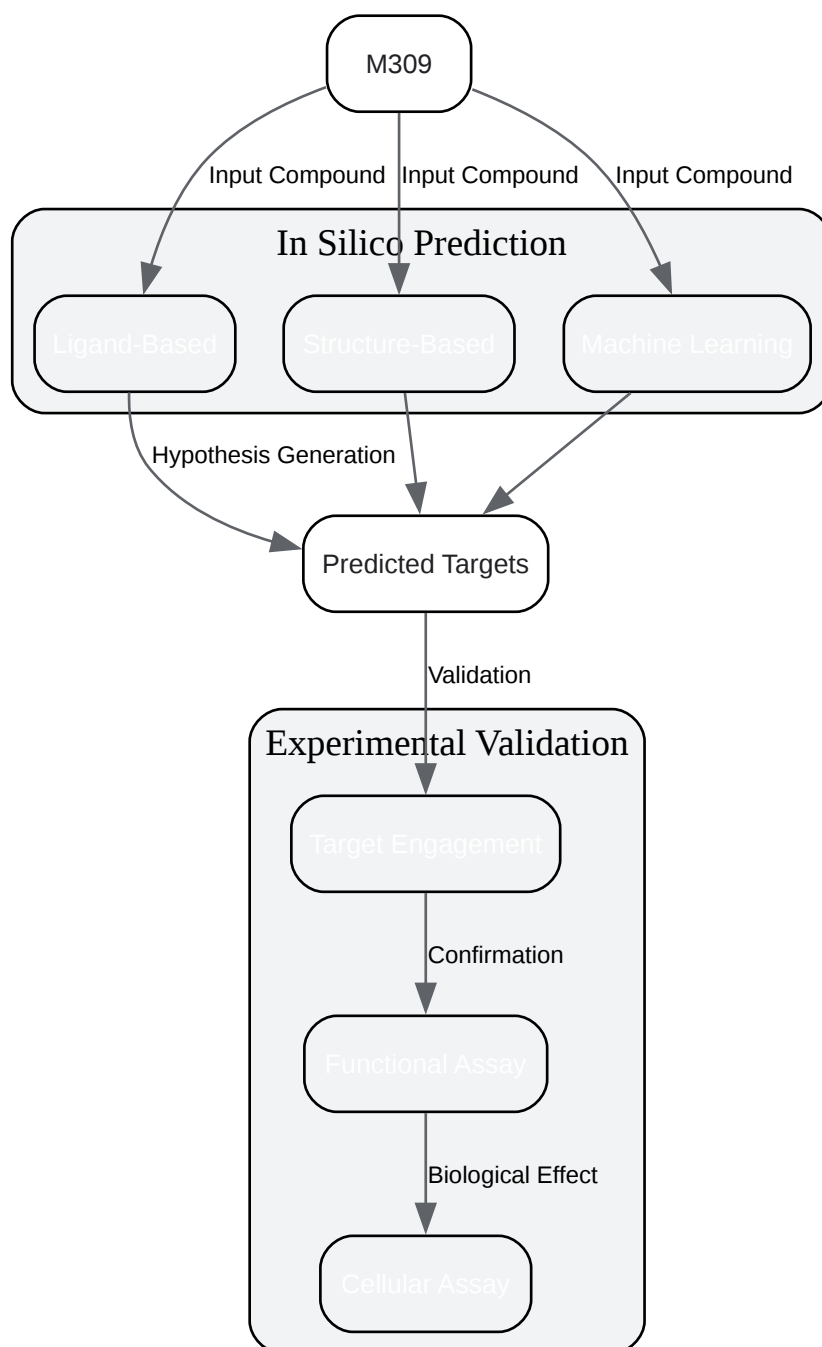 M309
Input Compound Input Compound Input Compound
In Silico Prediction
Ligand-Based Structure-Based Machine Learning
Hypothesis Generation
Predicted Targets
Validation
Experimental Validation
Target Engagement
Confirmation
Functional Assay
Biological Effect
Cellular Assay